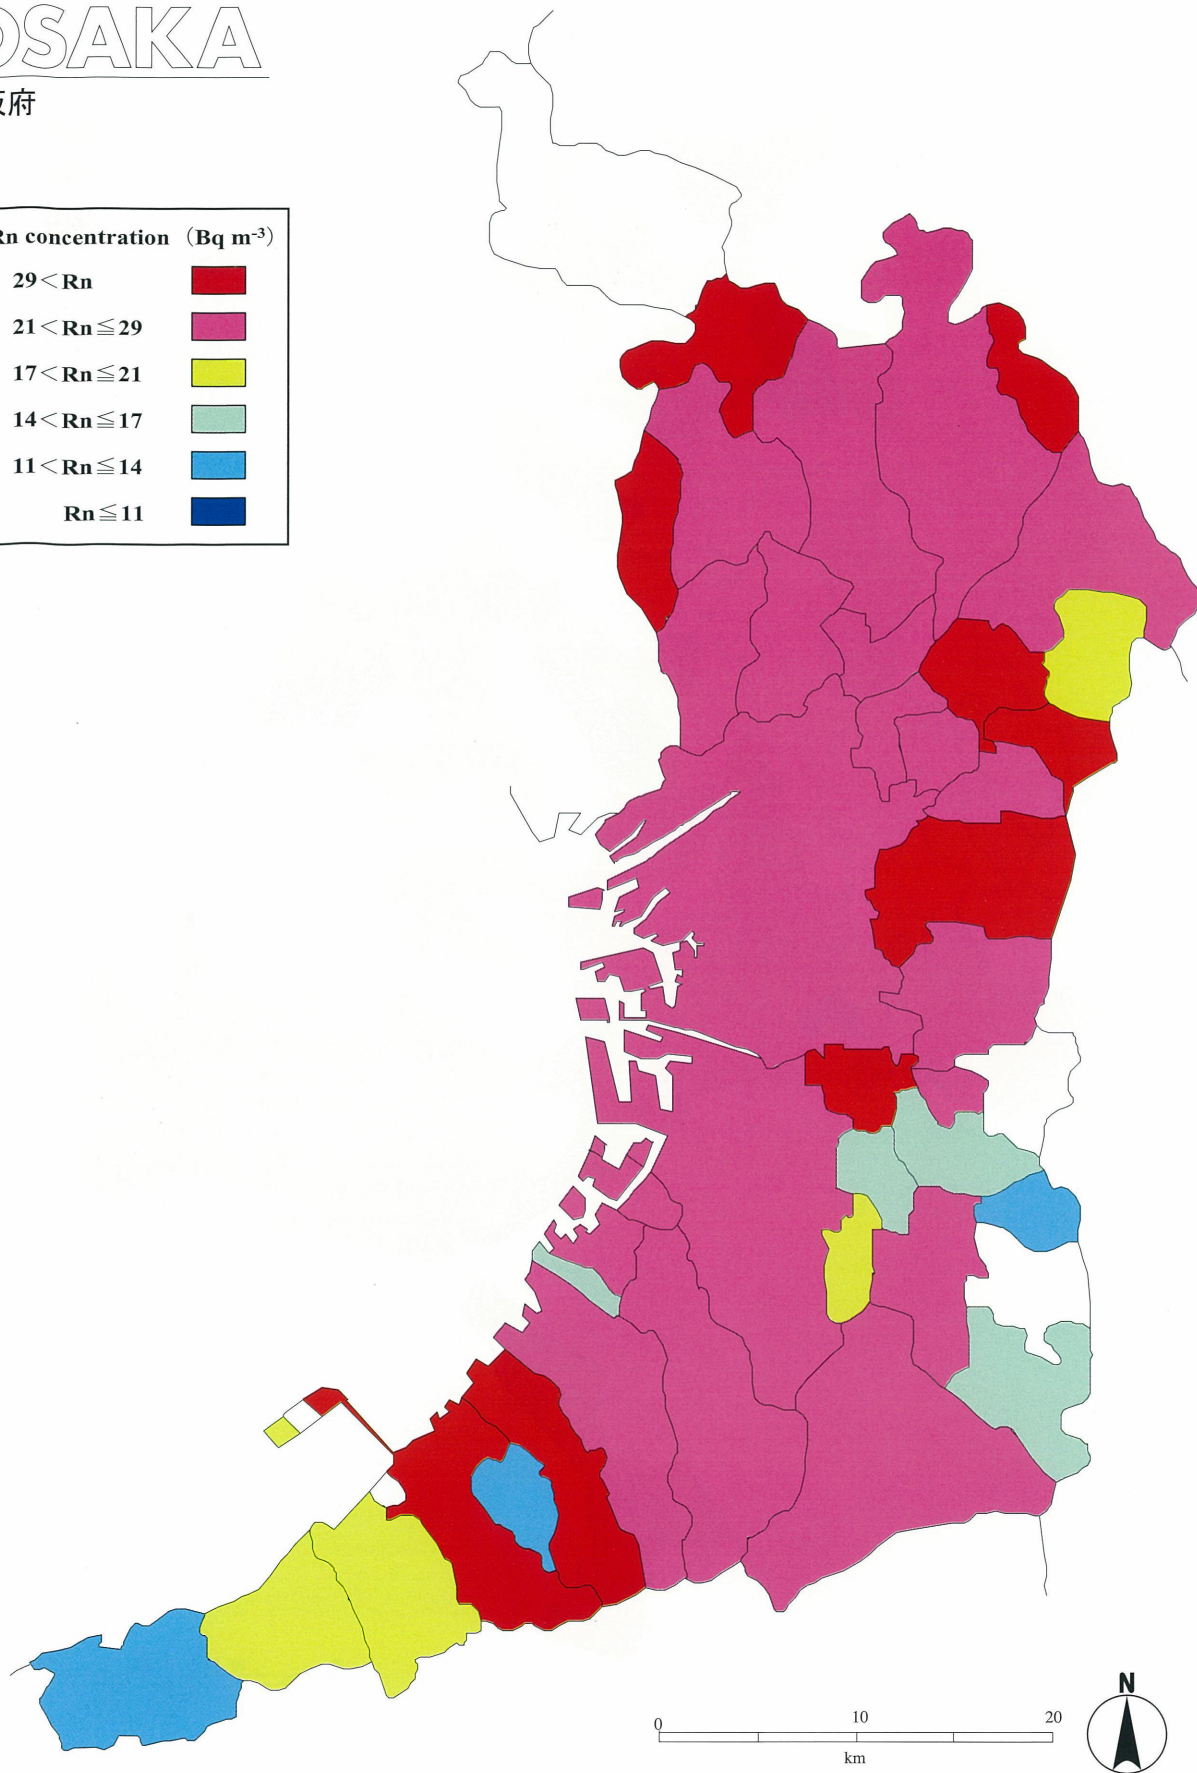 OSAKA
阪府
Rn concentration (Bq m⁻³)
29<Rn
21<Rn≦29
17<Rn≦21
14<Rn≦17
11<Rn≦14
Rn≦11
N
0 10 20
km